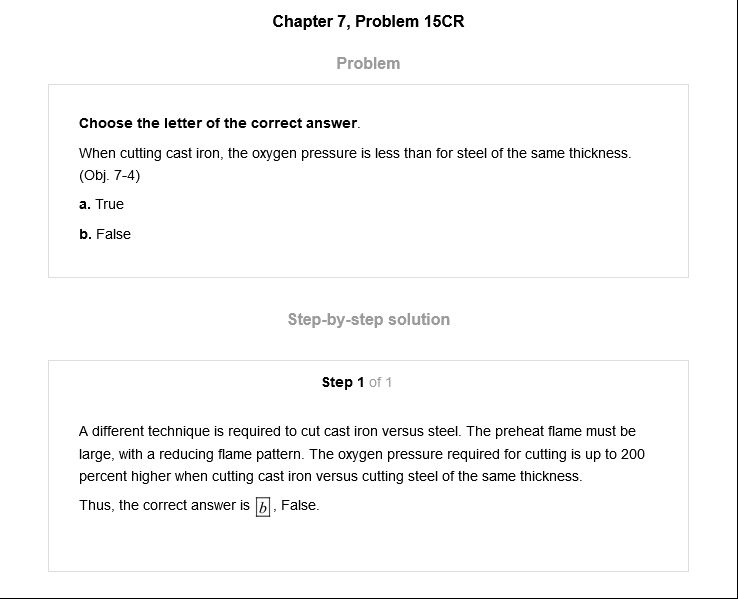 Chapter 7, Problem 15CR
Problem
Choose the letter of the correct answer.
When cutting cast iron, the oxygen pressure is less than for steel of the same thickness.
(Obj. 7-4)
a. True
b. False
Step-by-step solution
Step 1 of 1
A different technique is required to cut cast iron versus steel. The preheat flame must be
large, with a reducing flame pattern. The oxygen pressure required for cutting is up to 200
percent higher when cutting cast iron versus cutting steel of the same thickness.
Thus, the correct answer is b, False.